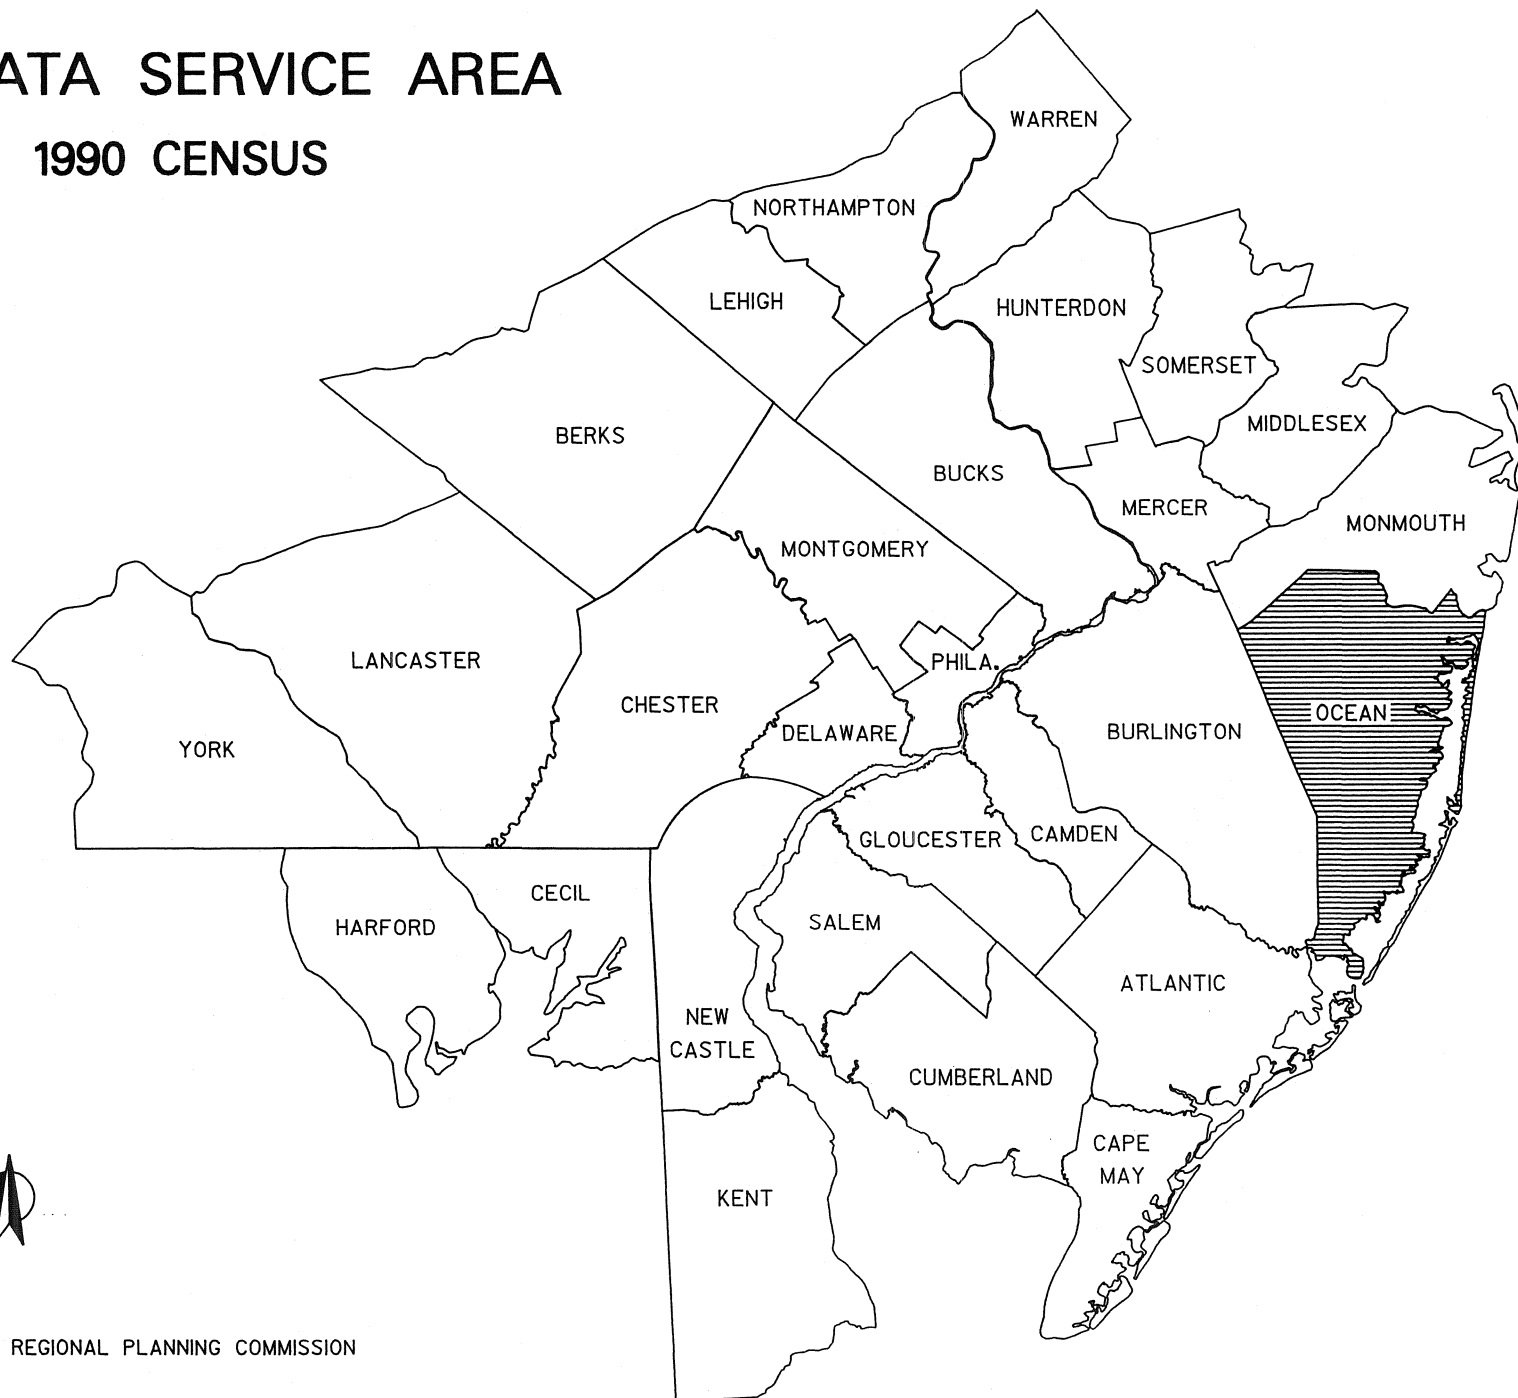 ATA SERVICE AREA
1990 CENSUS
WARREN
NORTHAMPTON
LEHIGH
HUNTERDON
SOMERSET
MIDDLESEX
BERKS
BUCKS
MERCER
MONMOUTH
MONTGOMERY
LANCASTER
PHILA.
CHESTER
OCEAN
DELAWARE
BURLINGTON
YORK
GLOUCESTER
CAMDEN
CECIL
HARFORD
SALEM
ATLANTIC
NEW
CASTLE
CUMBERLAND
CAPE
MAY
KENT
REGIONAL PLANNING COMMISSION